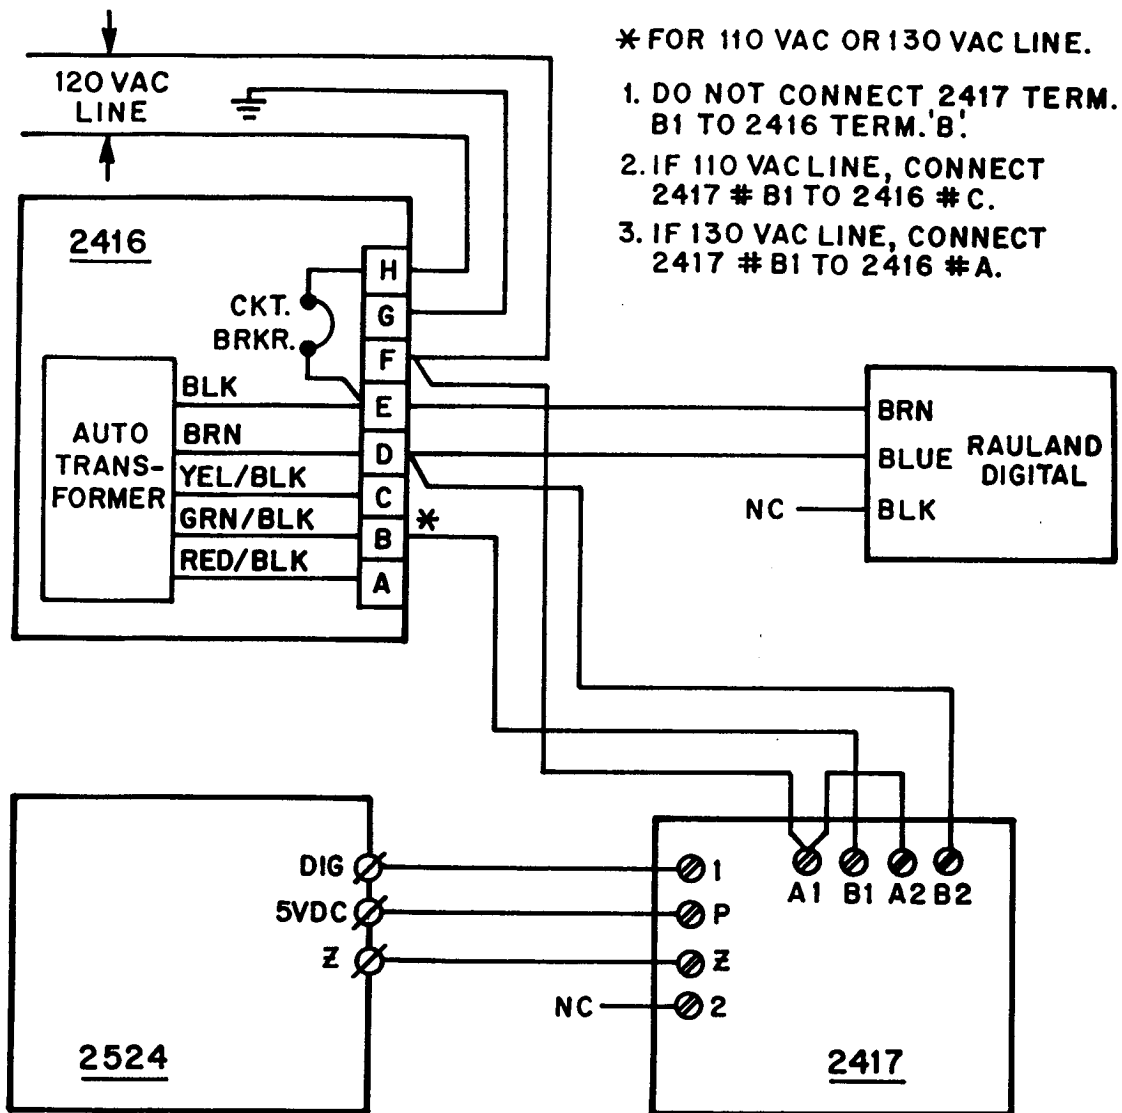 * FOR 110 VAC OR 130 VAC LINE.
1. DO NOT CONNECT 2417 TERM.
B1 TO 2416 TERM.'B'.
2. IF 110 VAC LINE, CONNECT
2417 # B1 TO 2416 # C.
3. IF 130 VAC LINE, CONNECT
2417 # B1 TO 2416 # A.
120 VAC
LINE
2416
CKT.
BRKR.
H
G
F
E
D
C
B
A
*
AUTO
TRANS-
FORMER
BLK
BRN
YEL/BLK
GRN/BLK
RED/BLK
BRN
BLUE
NC
BLK
RAULAND
DIGITAL
DIG
5VDC
Ƶ
2524
1
P
Ƶ
NC
2
A1
B1
A2
B2
2417